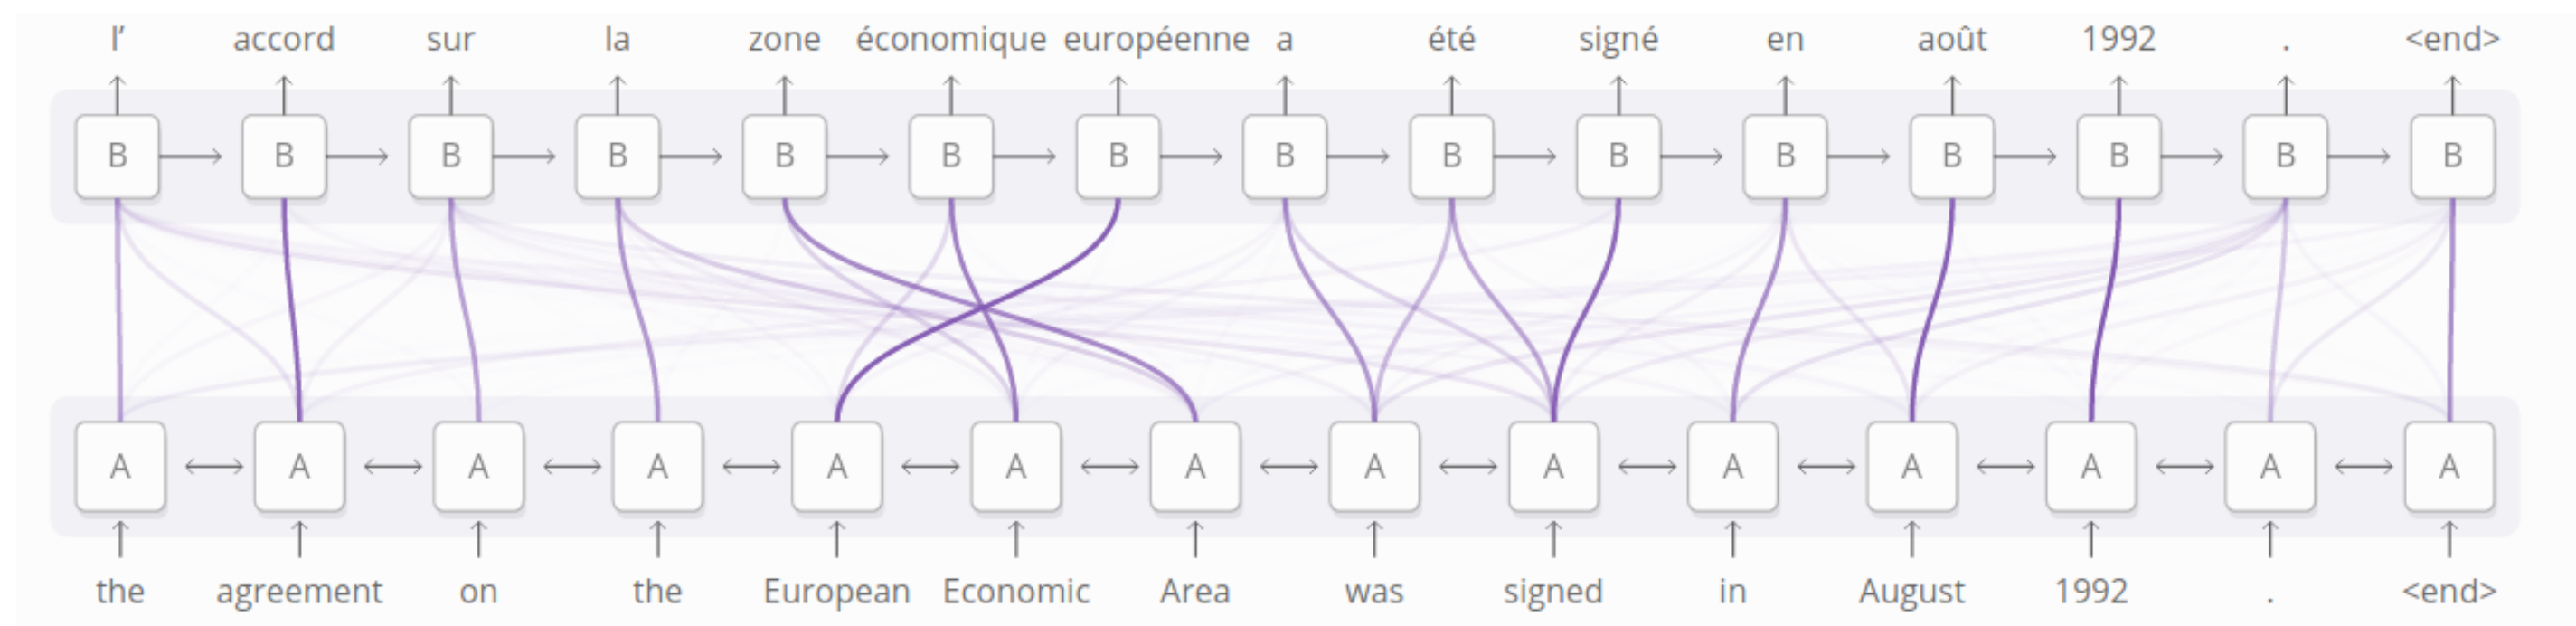 l’ accord sur la zone économique européenne a été signé en août 1992 . <end>
B B B B B B B B B B B B B B B
A A A A A A A A A A A A A A
the agreement on the European Economic Area was signed in August 1992 . <end>